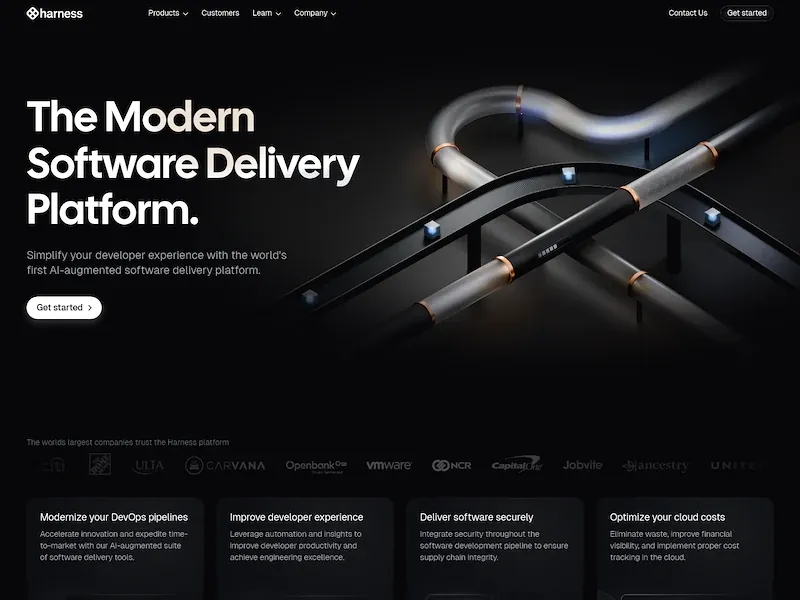 harness
Products
Customers
Learn
Company
Contact Us
Get started
The Modern
Software Delivery
Platform.
Simplify your developer experience with the world's
first AI-augmented software delivery platform.
Get started
The worlds largest companies trust the Harness platform
citi
ULTA
CARVANA
Openbank
vmware
NCR
Capital One
Jobvite
ancestry
UNITE
Modernize your DevOps pipelines
Accelerate innovation and expedite time-
to-market with our AI-augmented suite
of software delivery tools.
Improve developer experience
Leverage automation and insights to
improve developer productivity and
achieve engineering excellence.
Deliver software securely
Integrate security throughout the
software development pipeline to ensure
supply chain integrity.
Optimize your cloud costs
Eliminate waste, improve financial
visibility, and implement proper cost
tracking in the cloud.